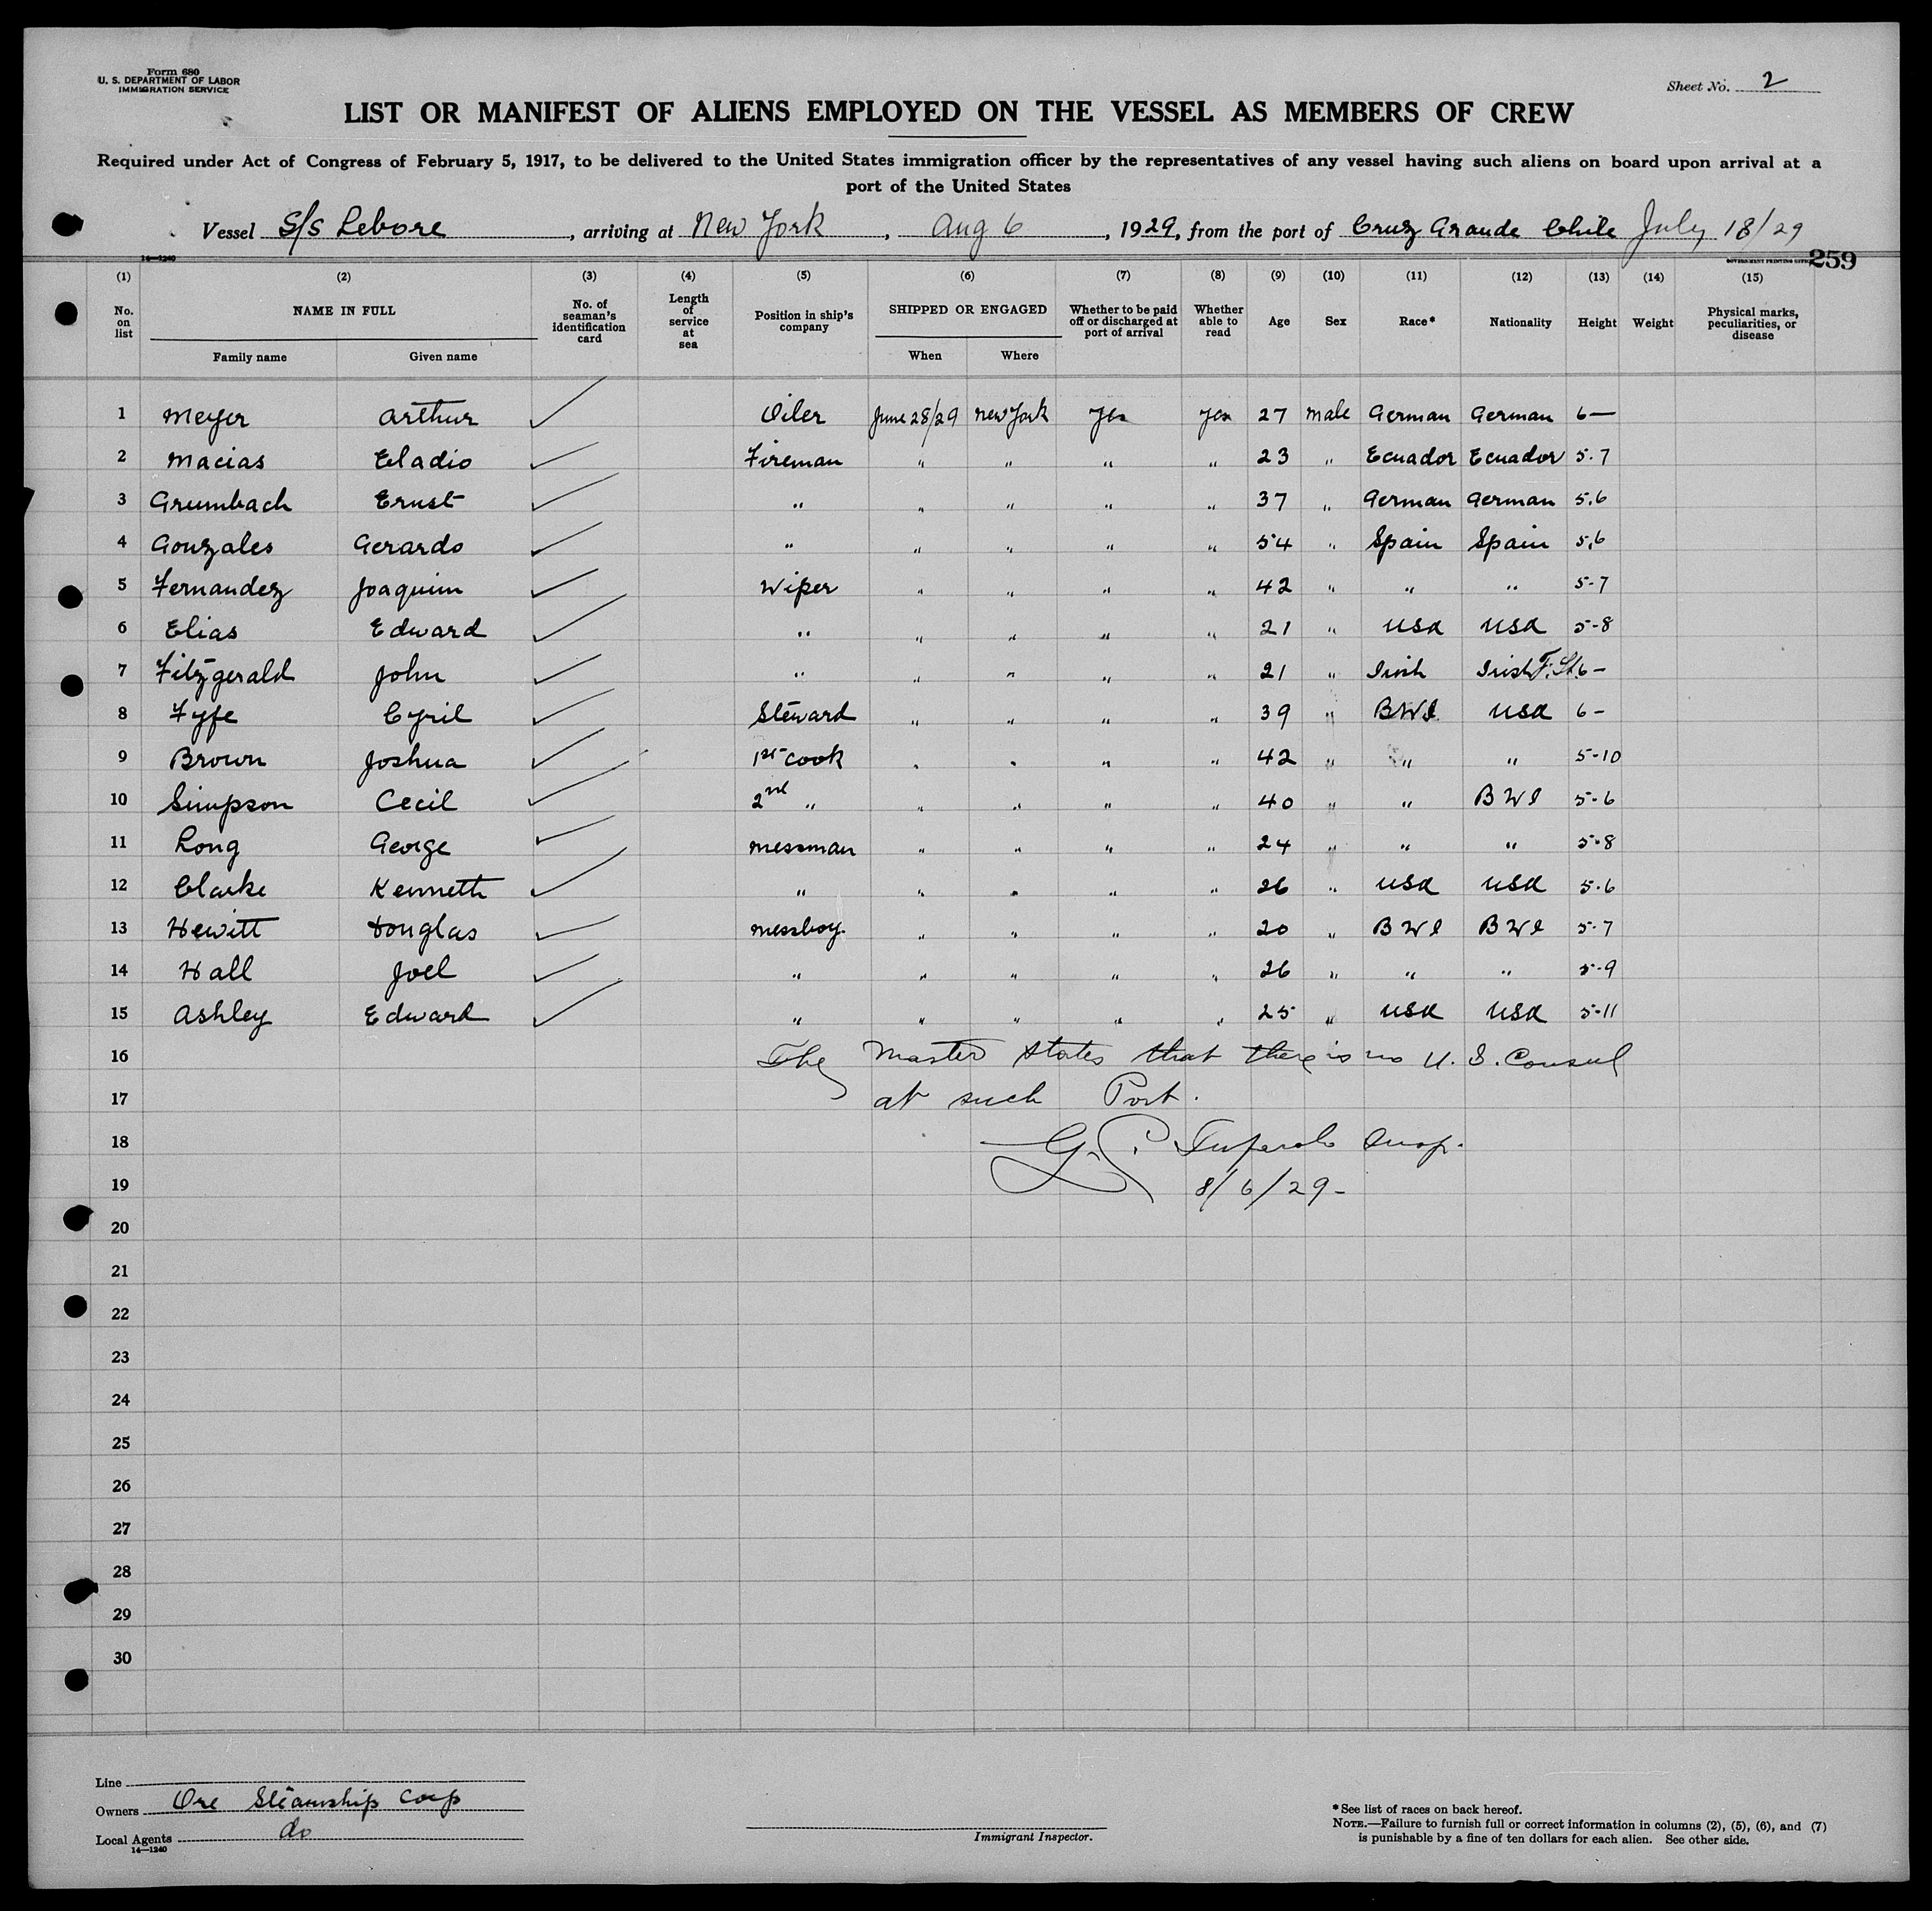 Form 680
U. S. DEPARTMENT OF LABOR
IMMIGRATION SERVICE
Sheet No. 2
LIST OR MANIFEST OF ALIENS EMPLOYED ON THE VESSEL AS MEMBERS OF CREW
Required under Act of Congress of February 5, 1917, to be delivered to the United States immigration officer by the representatives of any vessel having such aliens on board upon arrival at a
port of the United States
Vessel S/S Lebore, arriving at New York, Aug 6, 1929, from the port of Cruz Grande Chile July 18/29
14—1240
GOVERNMENT PRINTING OFFICE
259
(1) (2) (3) (4) (5) (6) (7) (8) (9) (10) (11) (12) (13) (14) (15)
No. on list NAME IN FULL Family name Given name No. of seaman's identification card Length of service at sea Position in ship's company SHIPPED OR ENGAGED When Where Whether to be paid off or discharged at port of arrival Whether able to read Age Sex Race* Nationality Height Weight Physical marks, peculiarities, or disease
1 Meyer Arthur Oiler June 28/29 New York Yes Yes 27 male German German 6—
2 Macias Eladio Fireman " " " " 23 " Ecuador Ecuador 5.7
3 Grumbach Ernst " " " " " 37 " German German 5.6
4 Gonzales Gerardo " " " " " 54 " Spain Spain 5.6
5 Fernandez Joaquim Wiper " " " " 42 " " " 5-7
6 Elias Edward " " " " " 21 " USA USA 5-8
7 Fitzgerald John " " " " " 21 " Irish Irish F. St. 6-
8 Fyfe Cyril Steward " " " " 39 " BWI USA 6-
9 Brown Joshua 1st cook " " " " 42 " " " 5-10
10 Simpson Cecil 2nd " " " " " 40 " " BWI 5-6
11 Long George messman " " " " 24 " " " 5-8
12 Clarke Kenneth " " " " " 26 " USA USA 5.6
13 Hewitt Douglas messboy. " " " " 20 " BWI BWI 5-7
14 Hall Joel " " " " " 26 " " " 5-9
15 Ashley Edward " " " " " 25 " USA USA 5-11
16 The Master states that there is no U. S. Consul
17 at such Port.
18 G. P. Insp.
19 8/6/29-
20
21
22
23
24
25
26
27
28
29
30
Line
Owners Ore Steamship Corp
Local Agents do
14—1240
Immigrant Inspector.
*See list of races on back hereof.
NOTE.—Failure to furnish full or correct information in columns (2), (5), (6), and (7)
is punishable by a fine of ten dollars for each alien. See other side.